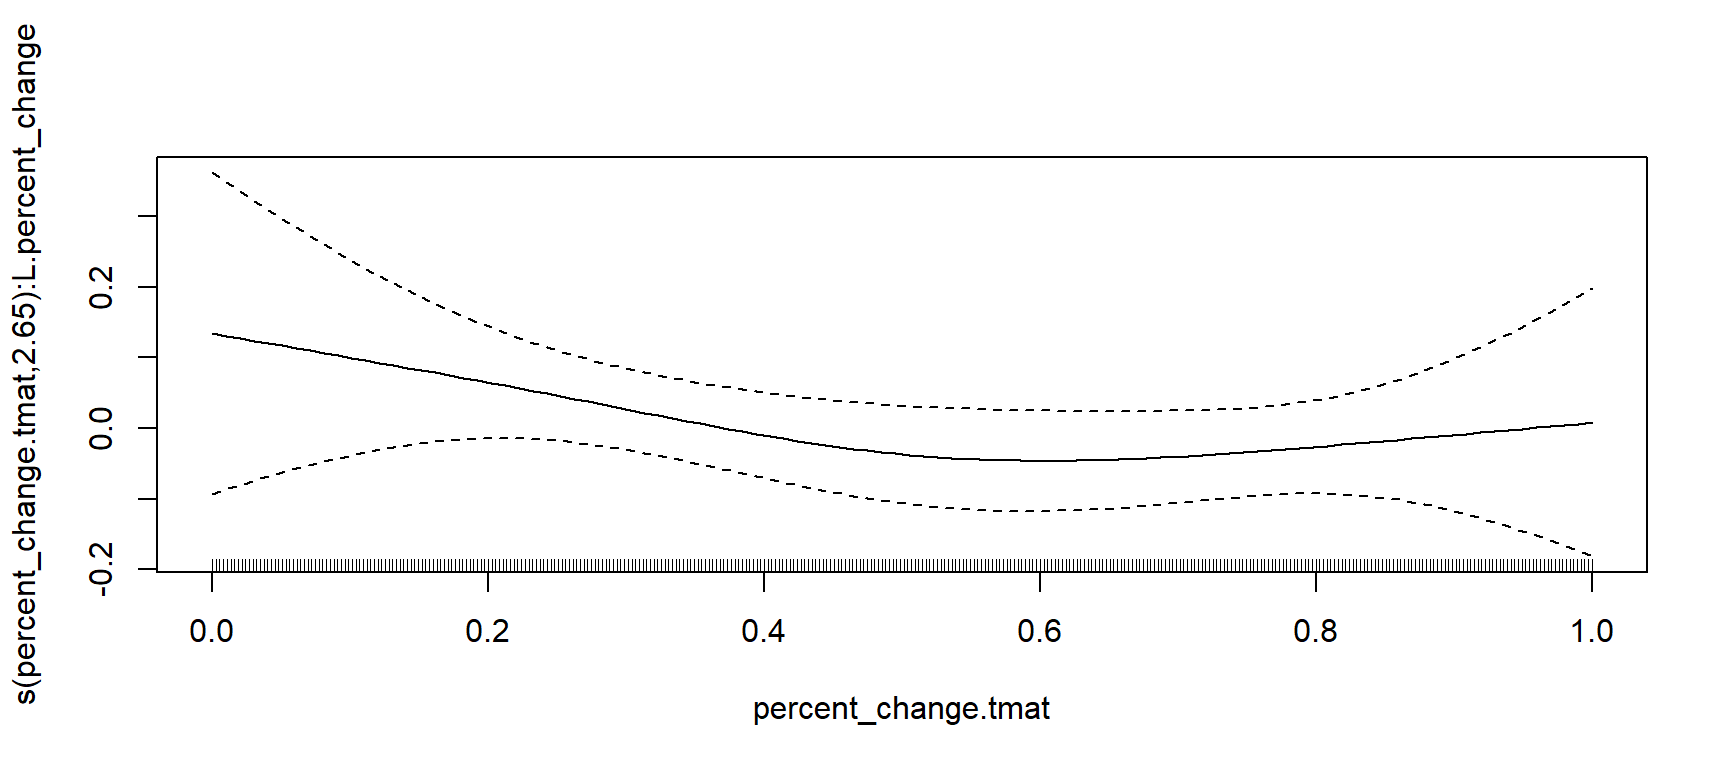 s(percent_change.tmat,2.65):L.percent_change
0.2
0.0
-0.2
0.0 0.2 0.4 0.6 0.8 1.0
percent_change.tmat